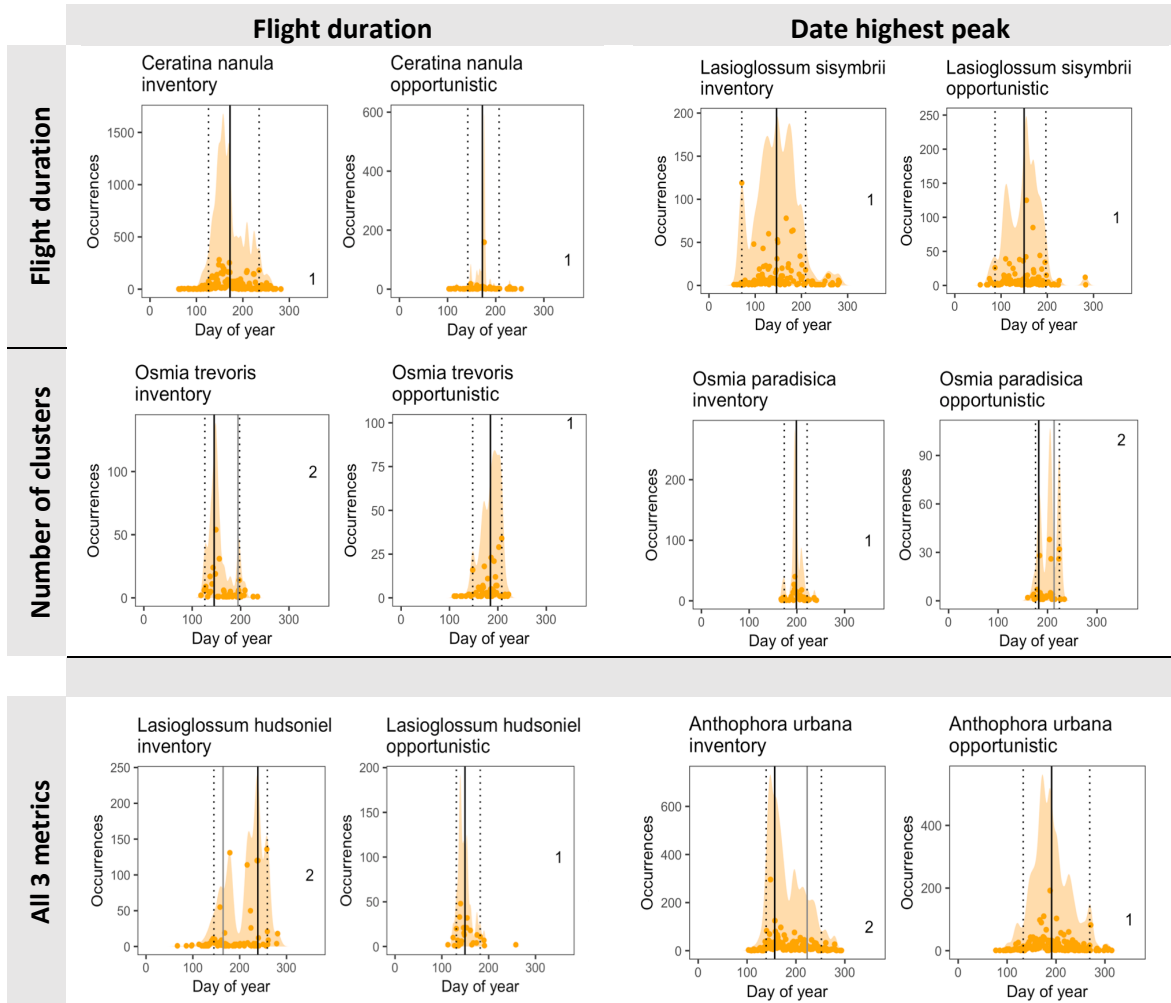 Flight duration
Date highest peak
Flight duration
Ceratina nanula
inventory
Occurrences
1500
1000
500
0
1
0 100 200 300
Day of year
Ceratina nanula
opportunistic
Occurrences
600
400
200
0
1
0 100 200 300
Day of year
Lasioglossum sisymbrii
inventory
Occurrences
200
150
100
50
0
1
0 100 200 300
Day of year
Lasioglossum sisymbrii
opportunistic
Occurrences
250
200
150
100
50
0
1
0 100 200 300
Day of year
Number of clusters
Osmia trevoris
inventory
Occurrences
100
50
0
2
0 100 200 300
Day of year
Osmia trevoris
opportunistic
Occurrences
100
75
50
25
0
1
0 100 200 300
Day of year
Osmia paradisica
inventory
Occurrences
200
100
0
1
0 100 200 300
Day of year
Osmia paradisica
opportunistic
Occurrences
90
60
30
0
2
0 100 200 300
Day of year
All 3 metrics
Lasioglossum hudsoniel
inventory
Occurrences
250
200
150
100
50
0
2
0 100 200 300
Day of year
Lasioglossum hudsoniel
opportunistic
Occurrences
200
150
100
50
0
1
0 100 200 300
Day of year
Anthophora urbana
inventory
Occurrences
600
400
200
0
2
0 100 200 300
Day of year
Anthophora urbana
opportunistic
Occurrences
400
200
0
1
0 100 200 300
Day of year